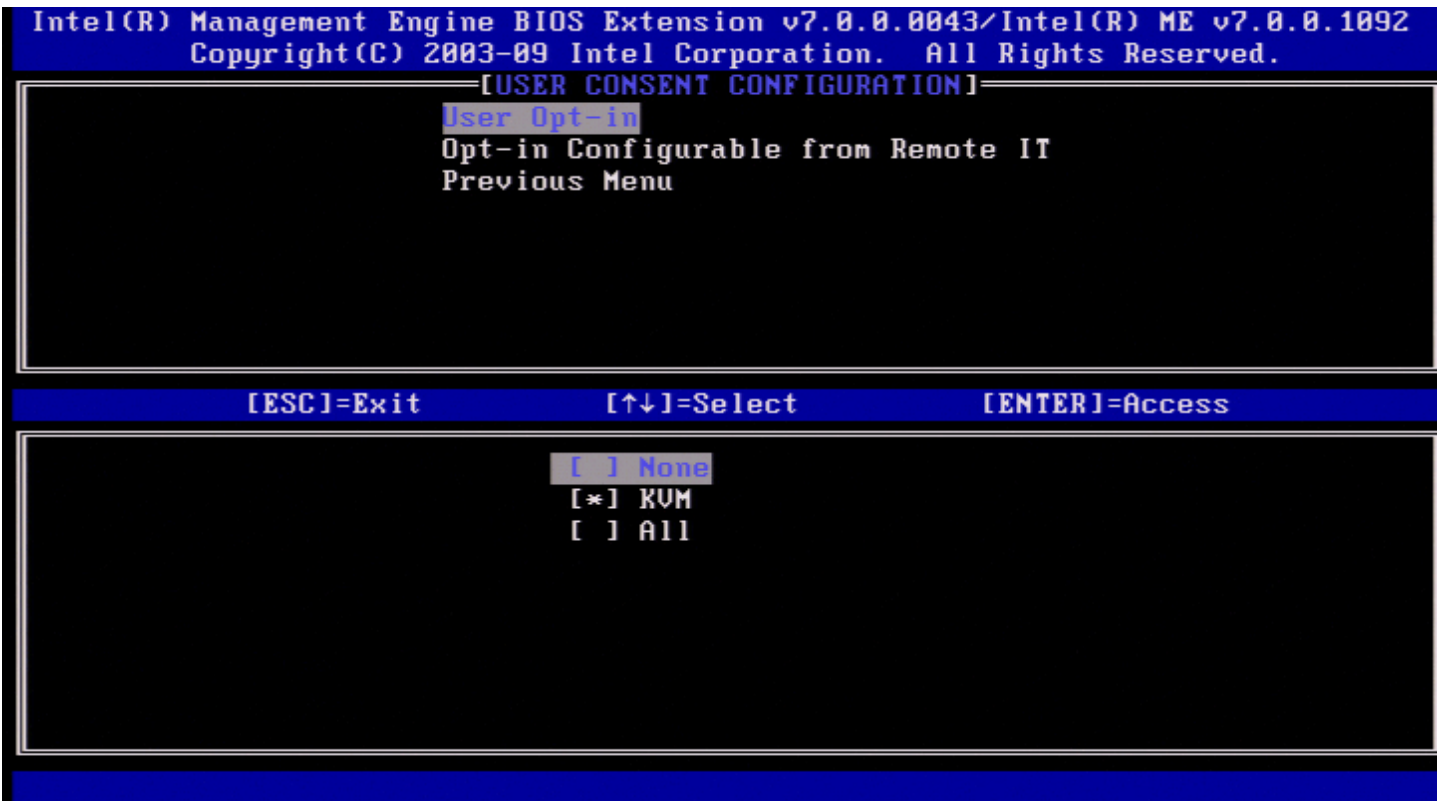 Intel(R) Management Engine BIOS Extension v7.0.0.0043/Intel(R) ME v7.0.0.1092
Copyright(C) 2003-09 Intel Corporation. All Rights Reserved.
[USER CONSENT CONFIGURATION]
User Opt-in
Opt-in Configurable from Remote IT
Previous Menu
[ESC]=Exit [↑↓]=Select [ENTER]=Access
[ ] None
[*] KVM
[ ] All